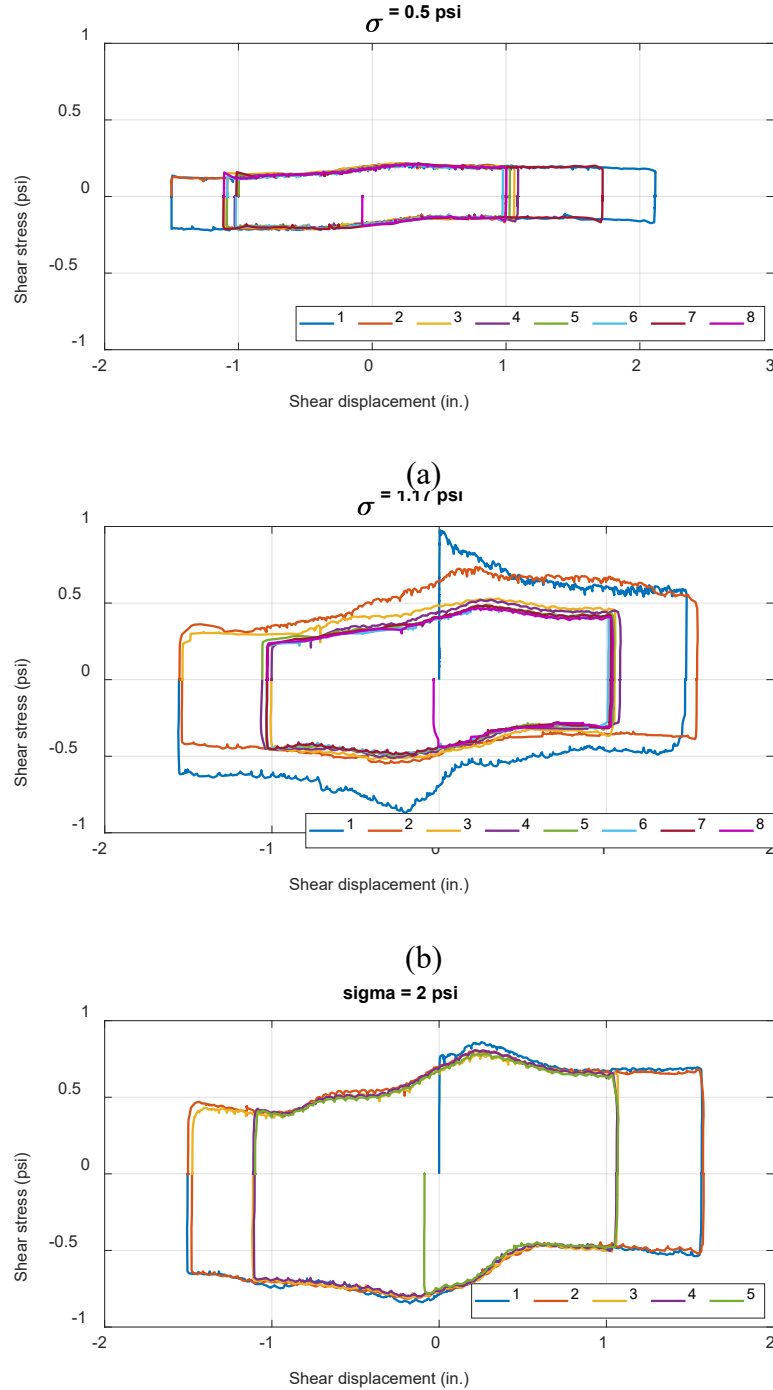 σ = 0.5 psi
1
0.5
0
-0.5
-1
Shear stress (psi)
1 2 3 4 5 6 7 8
-2 -1 0 1 2 3
Shear displacement (in.)
(a)
σ = 1.17 psi
1
0.5
0
-0.5
-1
Shear stress (psi)
1 2 3 4 5 6 7 8
-2 -1 0 1 2
Shear displacement (in.)
(b)
sigma = 2 psi
1
0.5
0
-0.5
-1
Shear stress (psi)
1 2 3 4 5
-2 -1 0 1 2
Shear displacement (in.)